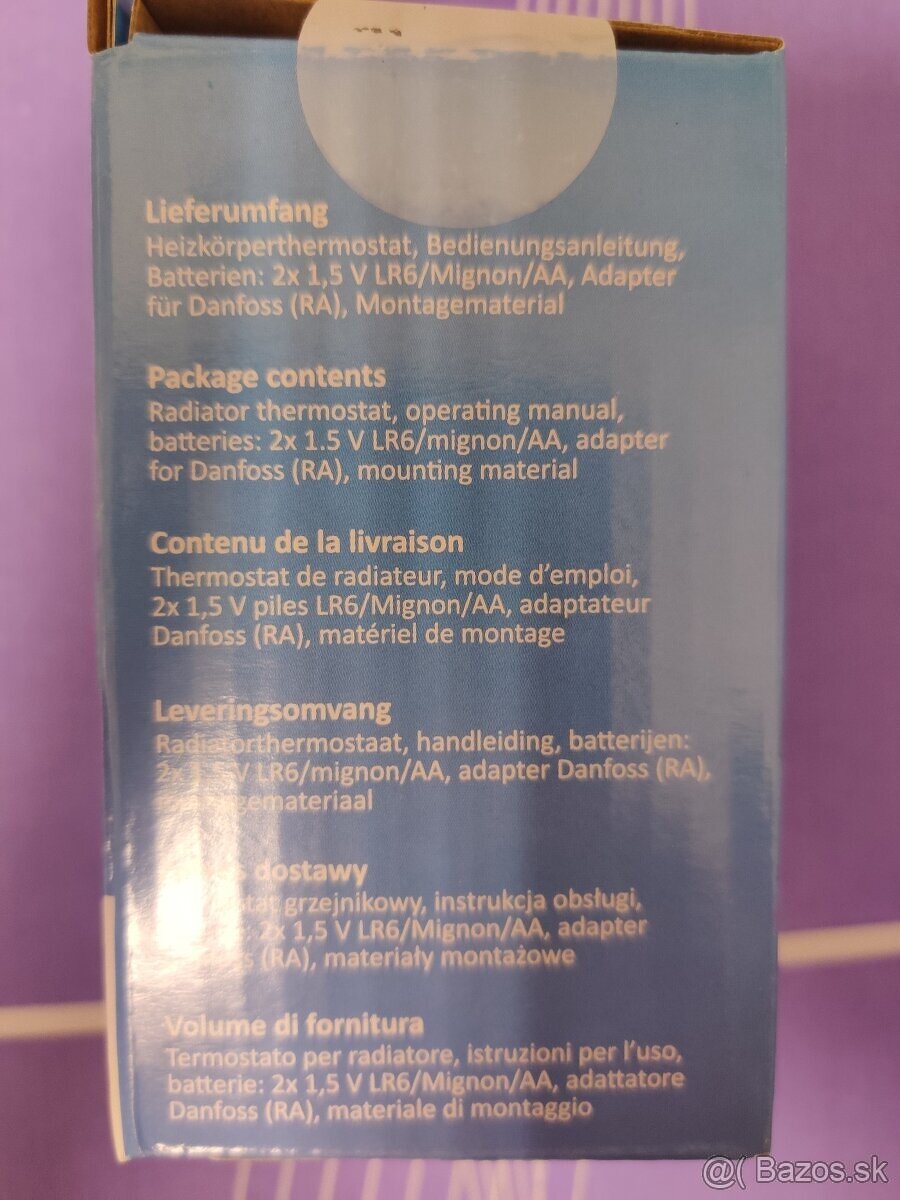 Lieferumfang
Heizkörperthermostat, Bedienungsanleitung,
Batterien: 2x 1,5 V LR6/Mignon/AA, Adapter
für Danfoss (RA), Montagematerial
Package contents
Radiator thermostat, operating manual,
batteries: 2x 1.5 V LR6/mignon/AA, adapter
for Danfoss (RA), mounting material
Contenu de la livraison
Thermostat de radiateur, mode d'emploi,
2x 1,5 V piles LR6/Mignon/AA, adaptateur
Danfoss (RA), matériel de montage
Leveringsomvang
Radiatorthermostaat, handleiding, batterijen:
2x 1,5 V LR6/mignon/AA, adapter Danfoss (RA),
dostawy
grzejnikowy, instrukcja obsługi,
2x 1,5 V LR6/Mignon/AA, adapter
(RA), materiały montażowe
Volume di fornitura
Termostato per radiatore, istruzioni per l'uso,
batterie: 2x 1,5 V LR6/Mignon/AA, adattatore
Danfoss (RA), materiale di montaggio
@( Bazos.sk